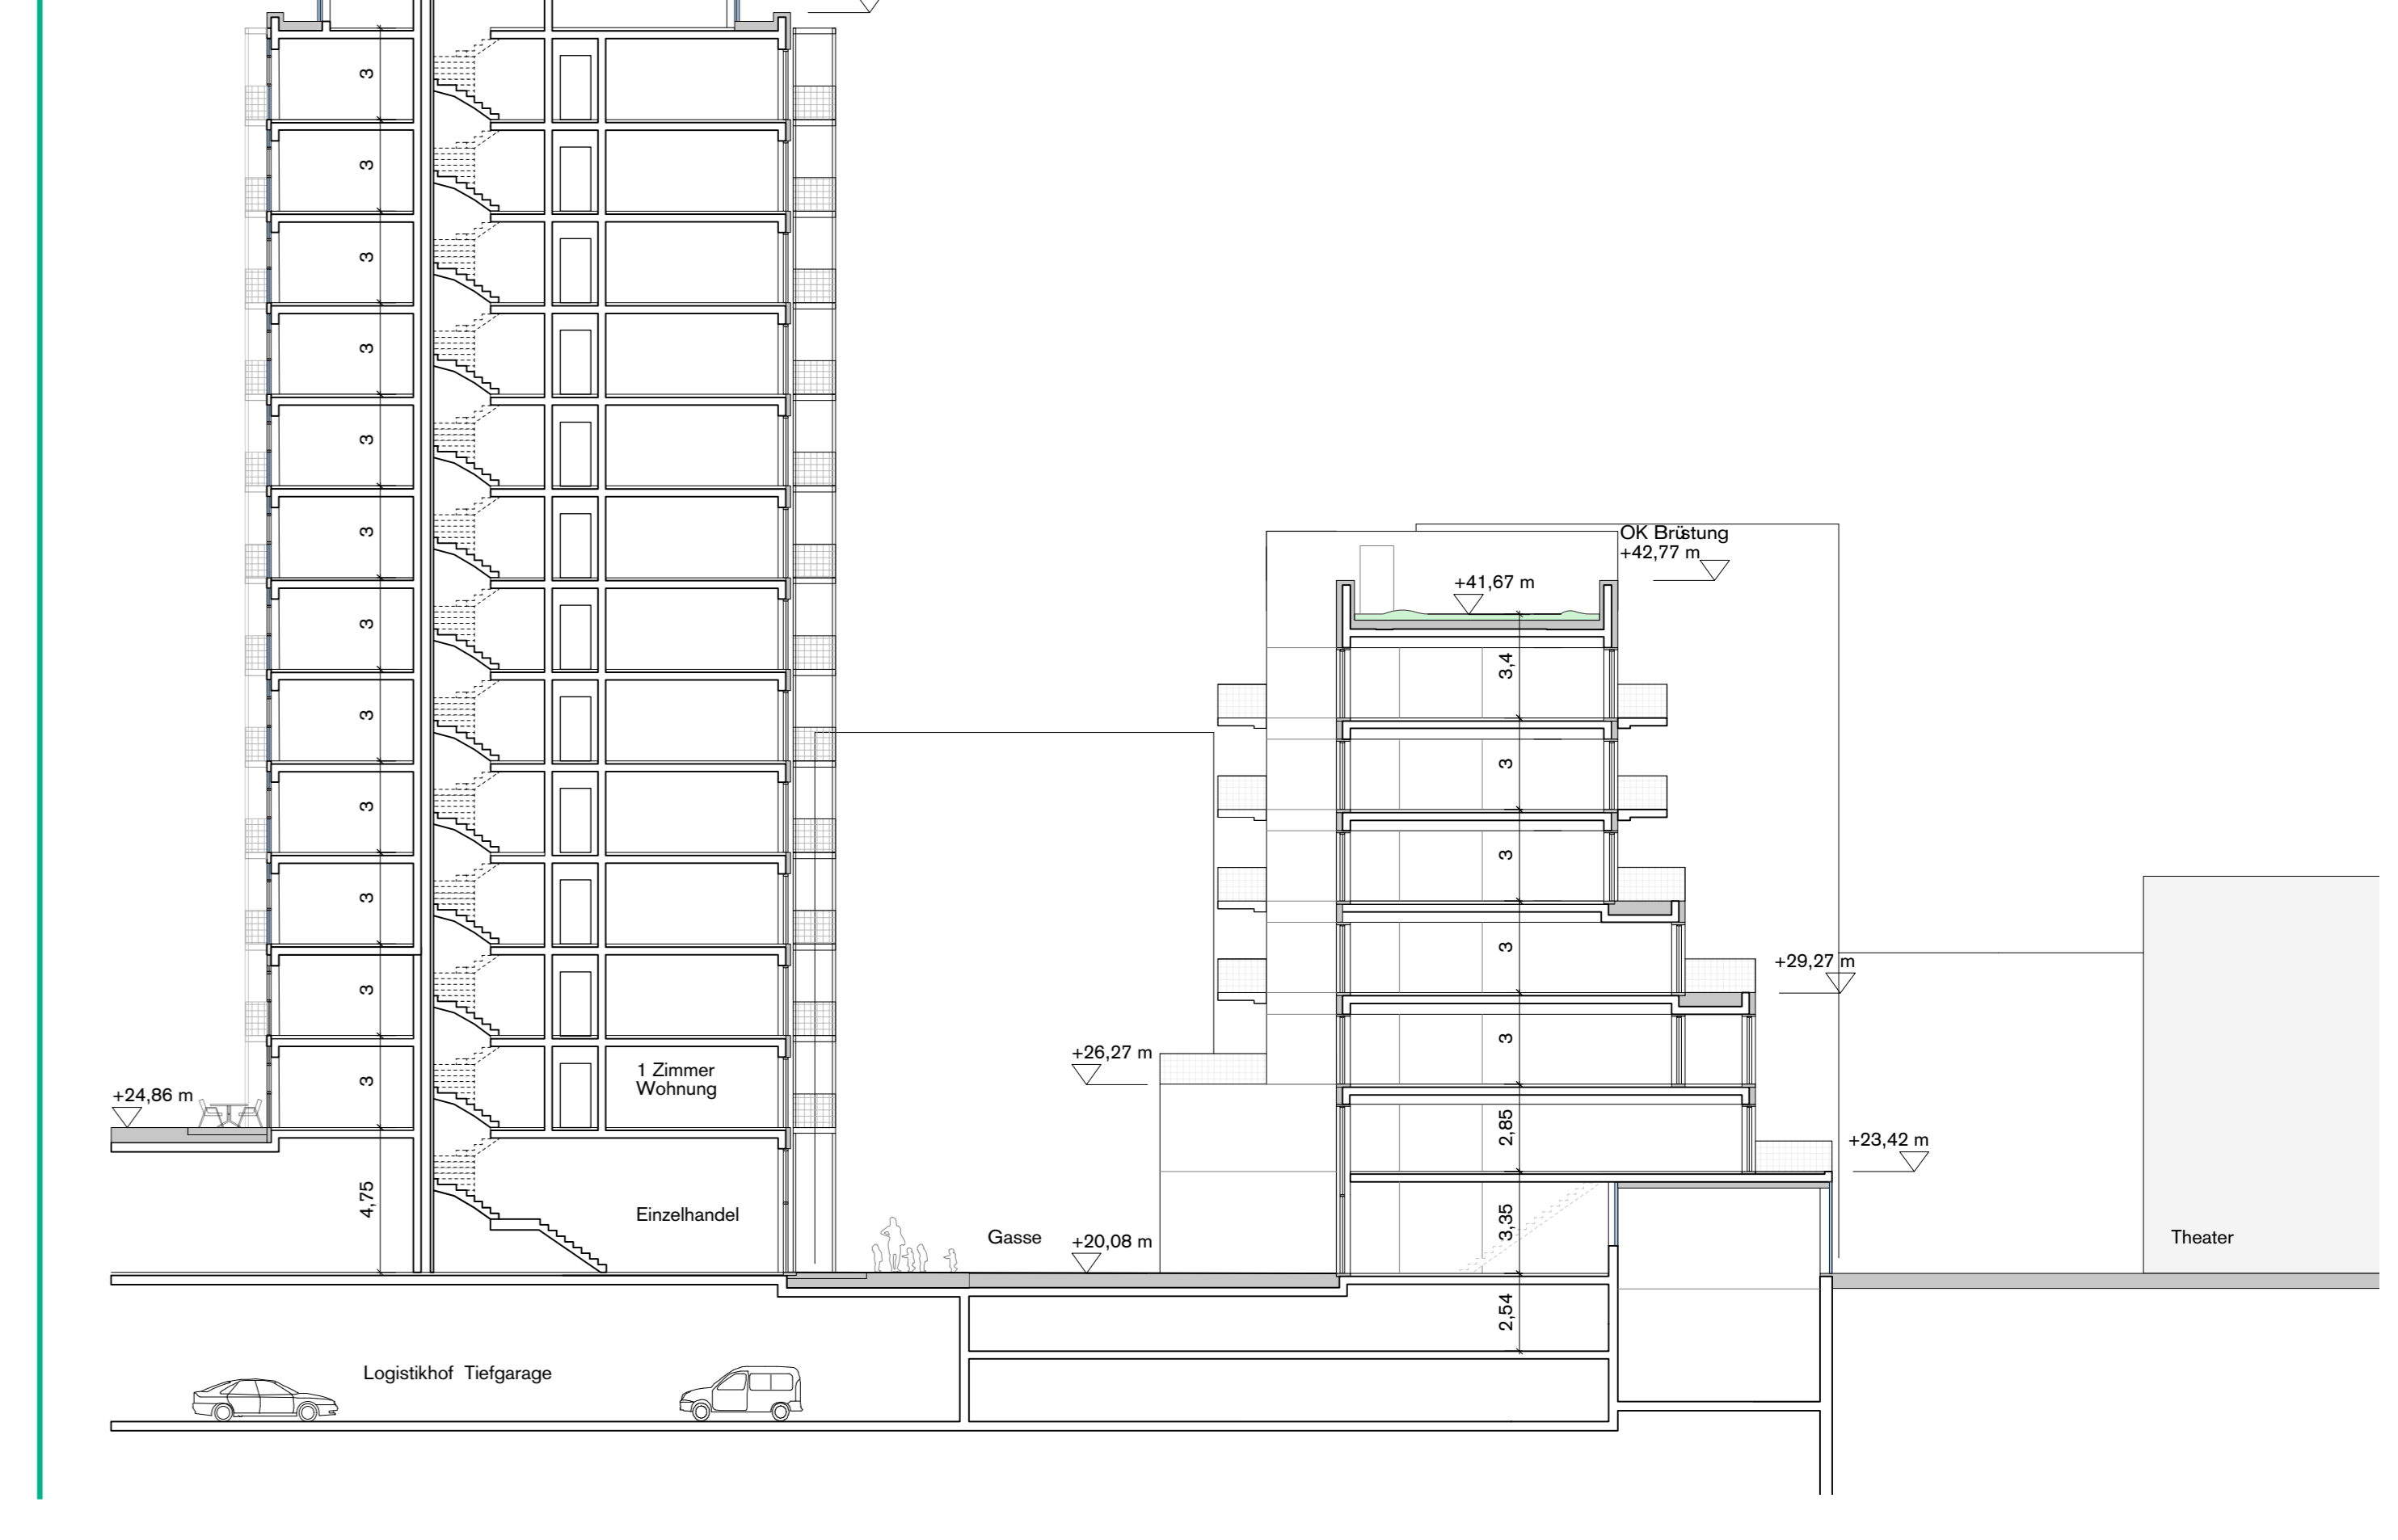 3
3
3
3
3
3
3
OK Brüstung
+42,77 m
+41,67 m
3,4
3
3
3
3
3
+29,27 m
3
3
3
+26,27 m
3
1 Zimmer
Wohnung
+24,86 m
2,85
+23,42 m
4,75
Einzelhandel
3,35
Gasse
+20,08 m
Theater
2,54
Logistikhof Tiefgarage